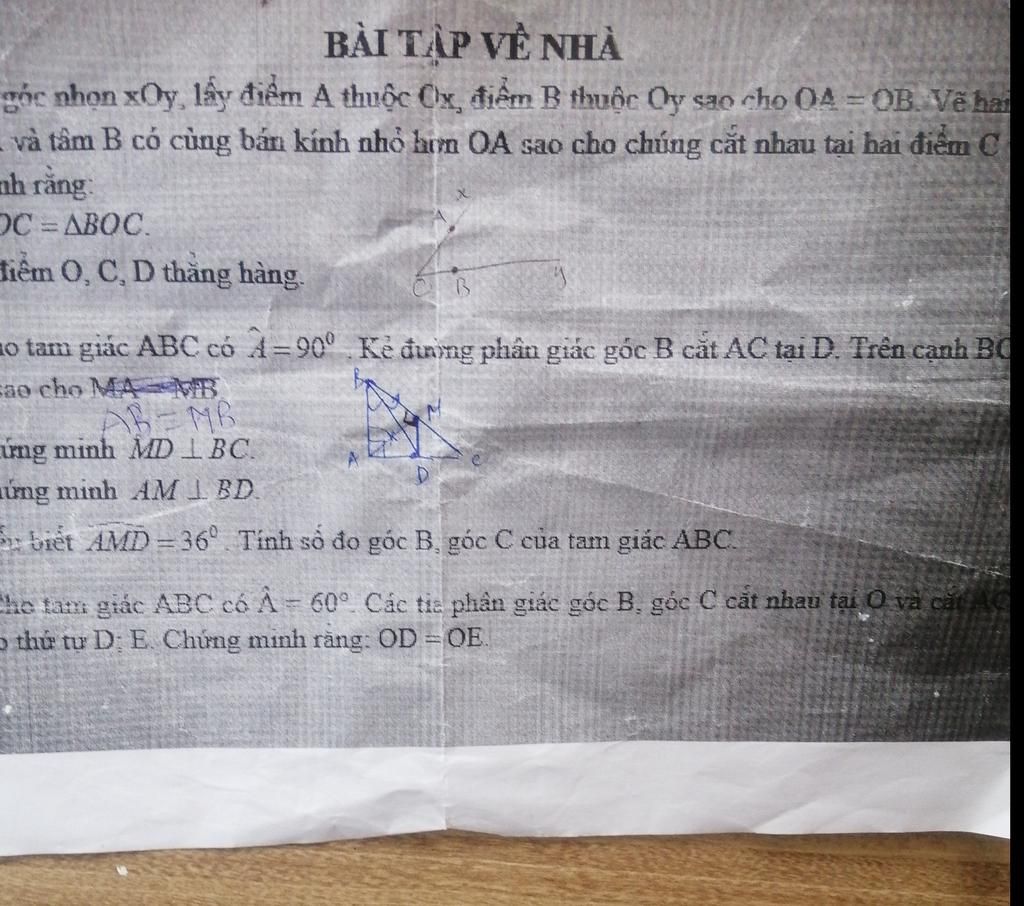 BÀI TẬP VỀ NHÀ
góc nhọn xOy, lấy điểm A thuộc Ox, điểm B thuộc Oy sao cho OA = OB. Vẽ hai
và tâm B có cùng bán kính nhỏ hơn OA sao cho chúng cắt nhau tại hai điểm C
nh rằng:
OC = ΔBOC.
điểm O, C, D thẳng hàng.
x
A
O B y
ho tam giác ABC có Â = 90⁰. Kẻ đường phân giác góc B cắt AC tại D. Trên cạnh BC
sao cho MA = MB
AB = MB
B
M
A D C
ứng minh MD ⊥ BC.
hứng minh AM ⊥ BD.
ếu biết AMD = 36⁰. Tính số đo góc B, góc C của tam giác ABC.
Cho tam giác ABC có Â = 60°. Các tia phân giác góc B, góc C cắt nhau tại O và cắt AC
o thứ tự D; E. Chứng minh rằng: OD = OE.